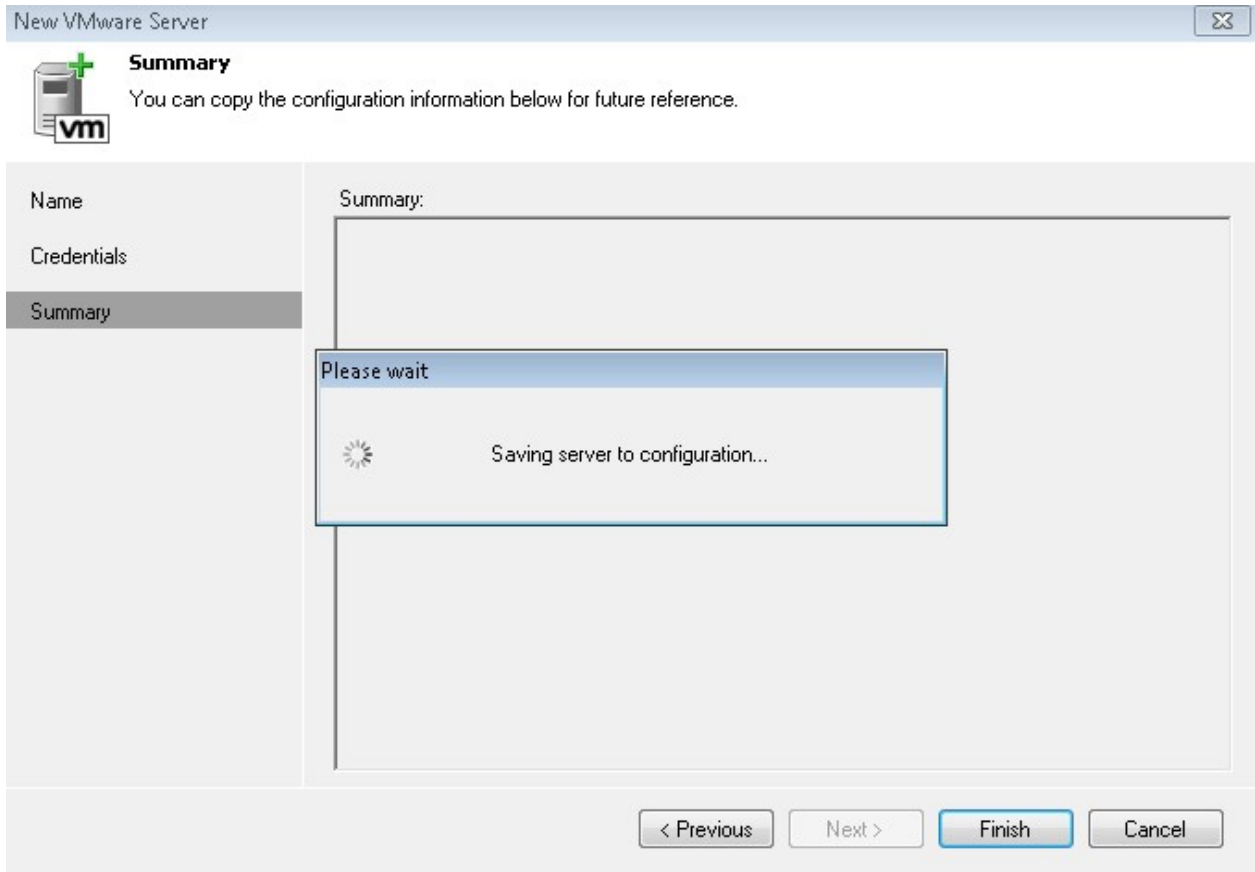 New VMware Server
Summary
You can copy the configuration information below for future reference.
vm
Name
Summary:
Credentials
Summary
Please wait
Saving server to configuration...
< Previous
Next >
Finish
Cancel